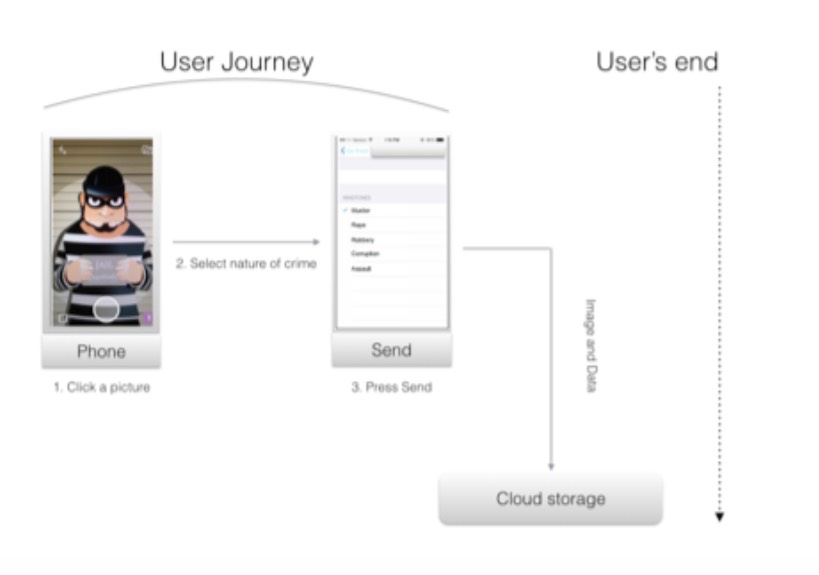 User Journey
User's end
Murder
Rape
Robbery
Corruption
Assault
2. Select nature of crime
Phone
Send
1. Click a picture
3. Press Send
Image and Data
Cloud storage